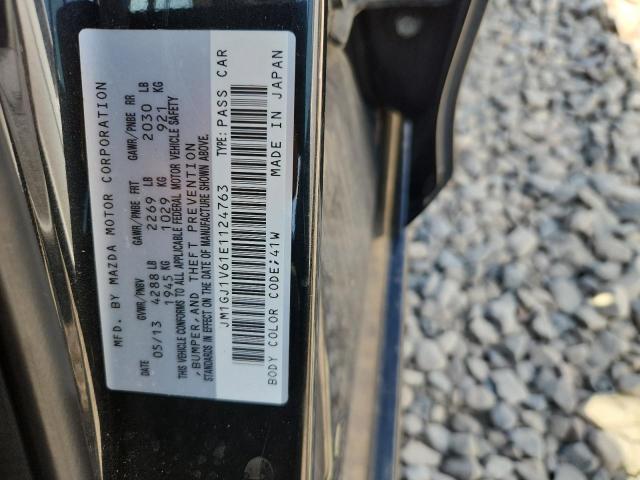 MFD. BY MAZDA MOTOR CORPORATION
DATE GVWR/PNBV GAWR/PNBE FRT GAWR/PNBE RR
05/13 4288 LB 2269 LB 2030 LB
1945 KG 1029 KG 921 KG
THIS VEHICLE CONFORMS TO ALL APPLICABLE FEDERAL MOTOR VEHICLE SAFETY
,BUMPER,AND THEFT PREVENTION
STANDARDS IN EFFECT ON THE DATE OF MANUFACTURE SHOWN ABOVE.
JM1GJ1V61E1124763 TYPE: PASS CAR
BODY COLOR CODE;41W MADE IN JAPAN